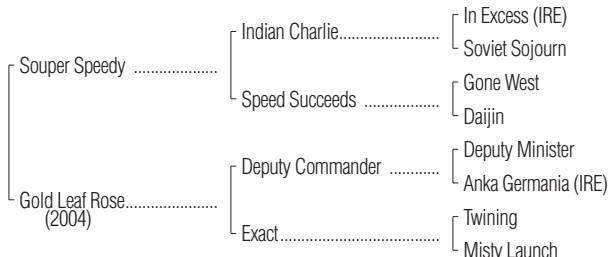 In Excess (IRE)
Indian Charlie..................
Soviet Sojourn
Souper Speedy ...............
Gone West
Speed Succeeds .............
Daijin
Deputy Minister
Deputy Commander .........
Anka Germania (IRE)
Gold Leaf Rose................
(2004)
Twining
Exact.............................
Misty Launch